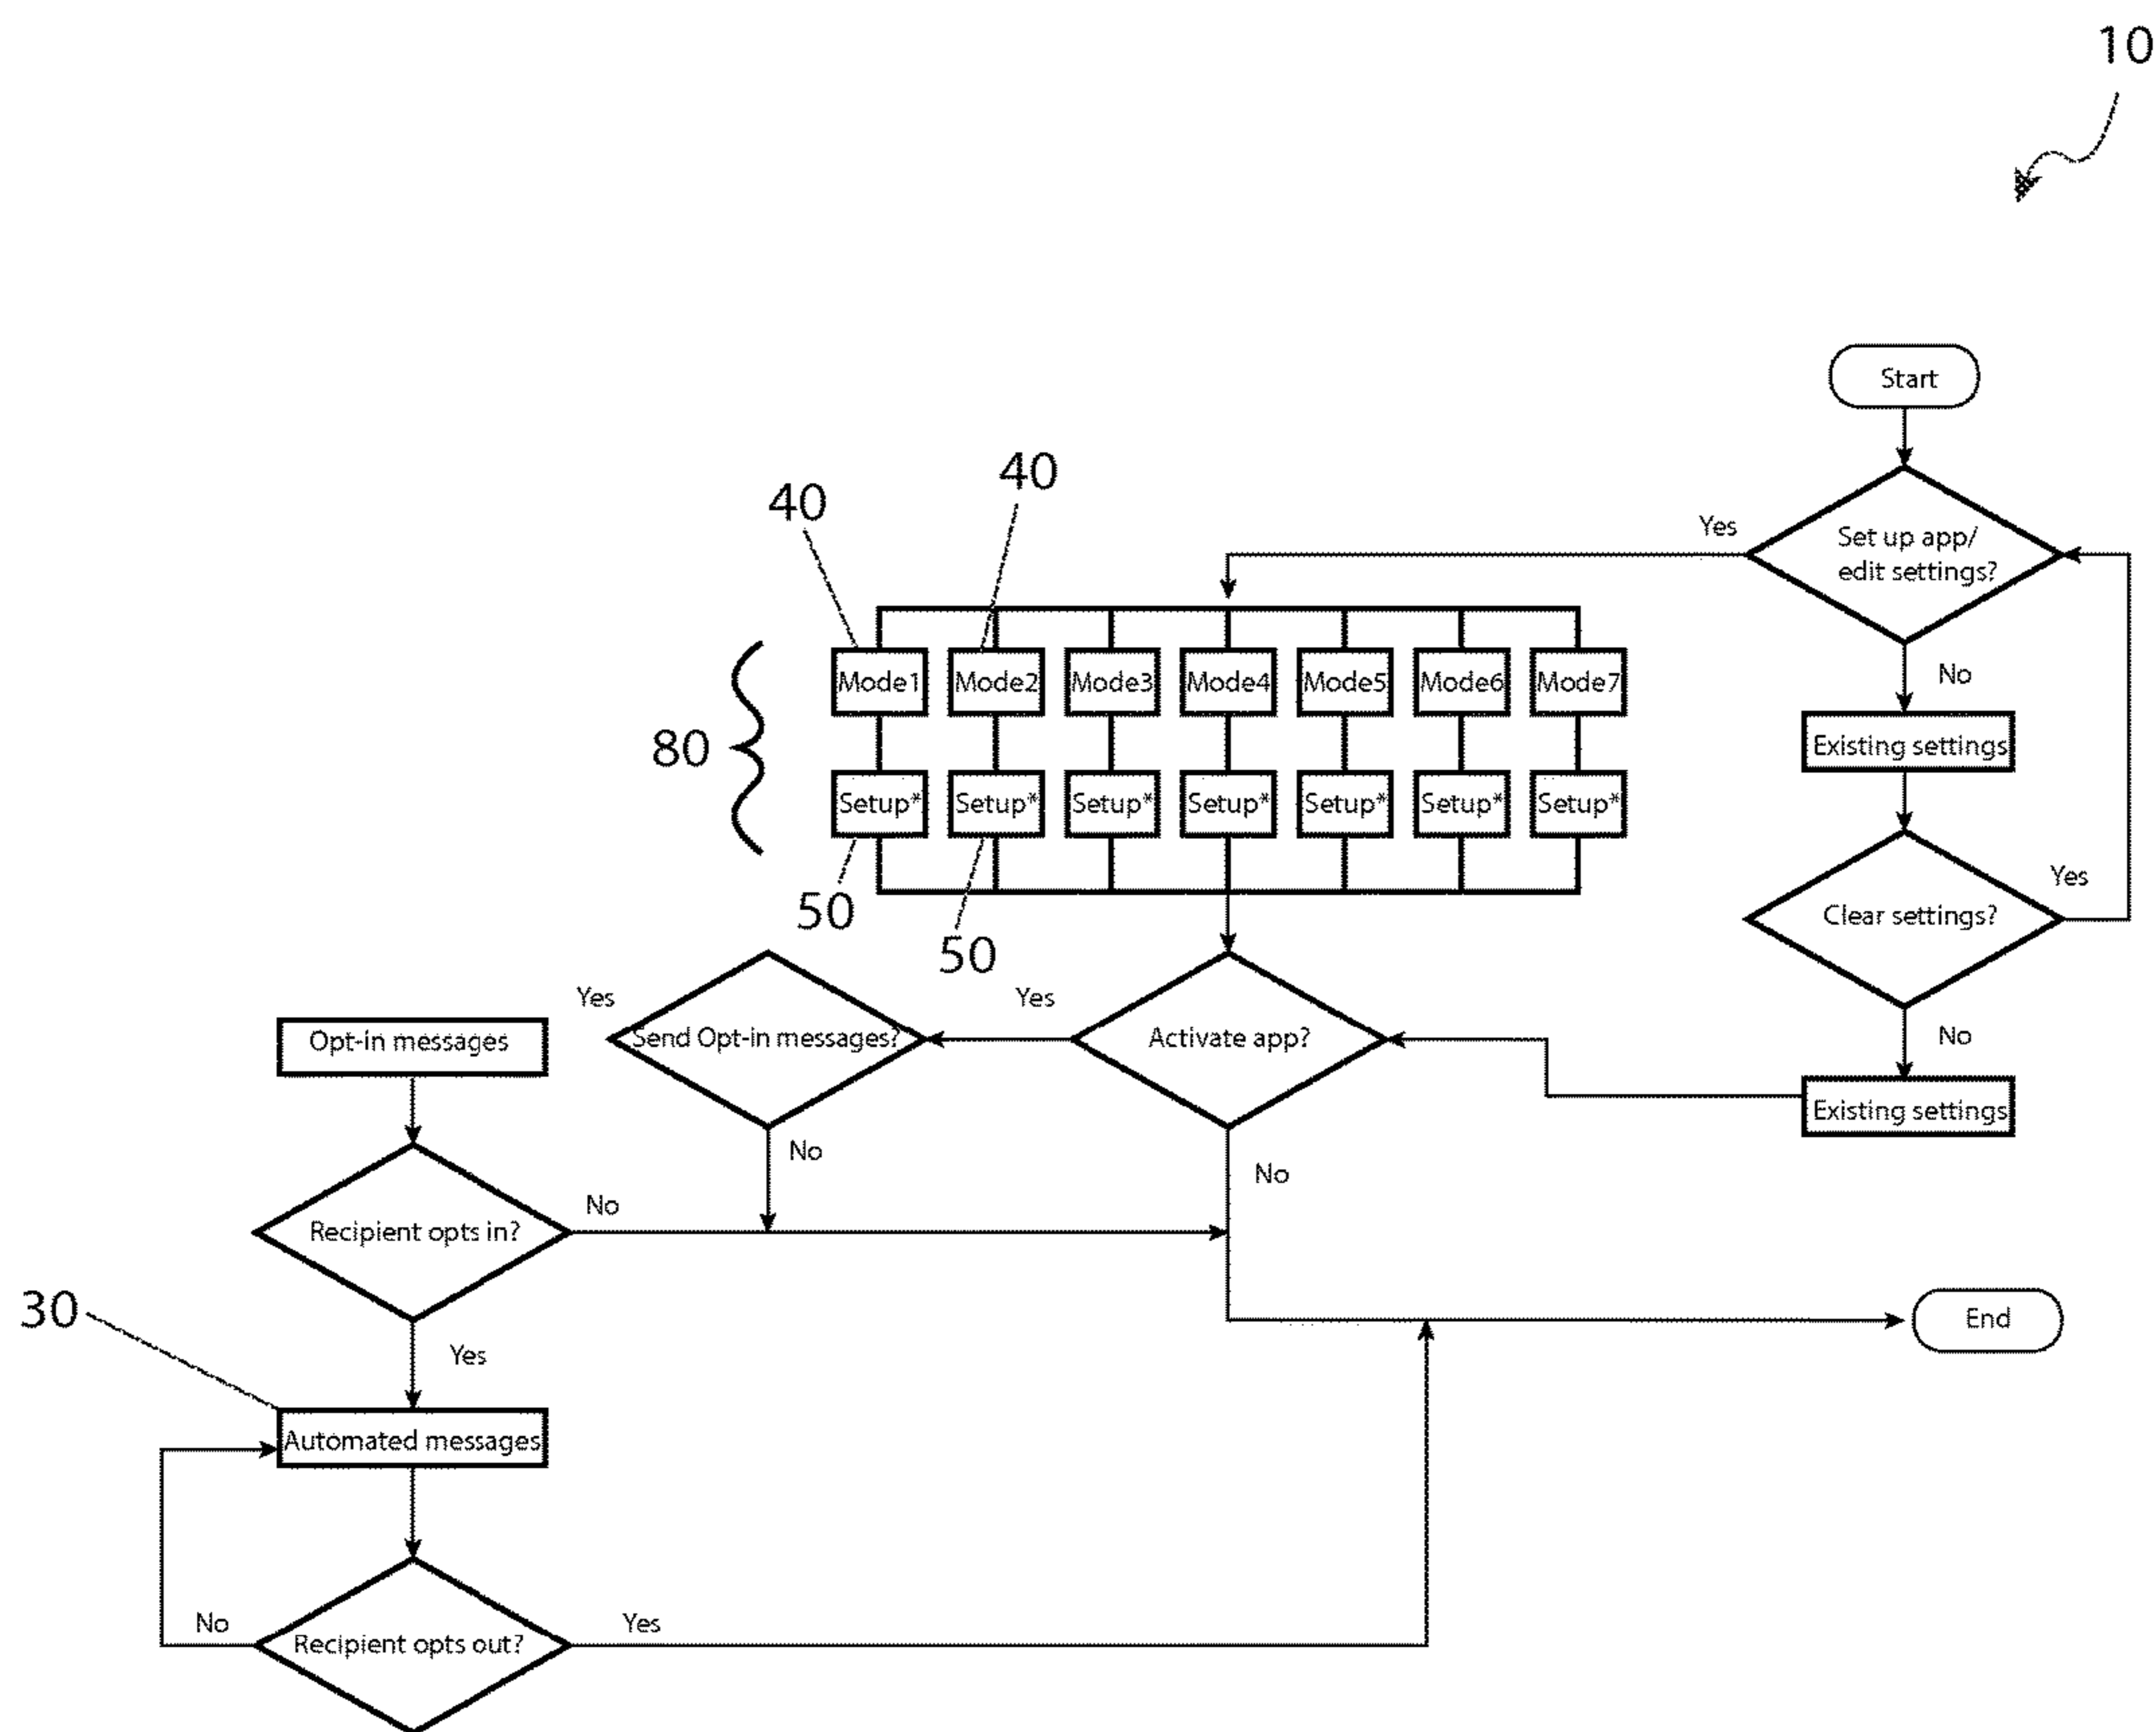 10
Start
40
40
Yes
Set up app/
edit settings?
No
80
Mode1
Mode2
Mode3
Mode4
Mode5
Mode6
Mode7
Existing settings
Setup*
Setup*
Setup*
Setup*
Setup*
Setup*
Setup*
50
50
Yes
Clear settings?
No
Yes
Yes
Opt-in messages
Send Opt-in messages?
Activate app?
Existing settings
No
No
No
Recipient opts in?
30
End
Yes
Automated messages
No
Yes
Recipient opts out?